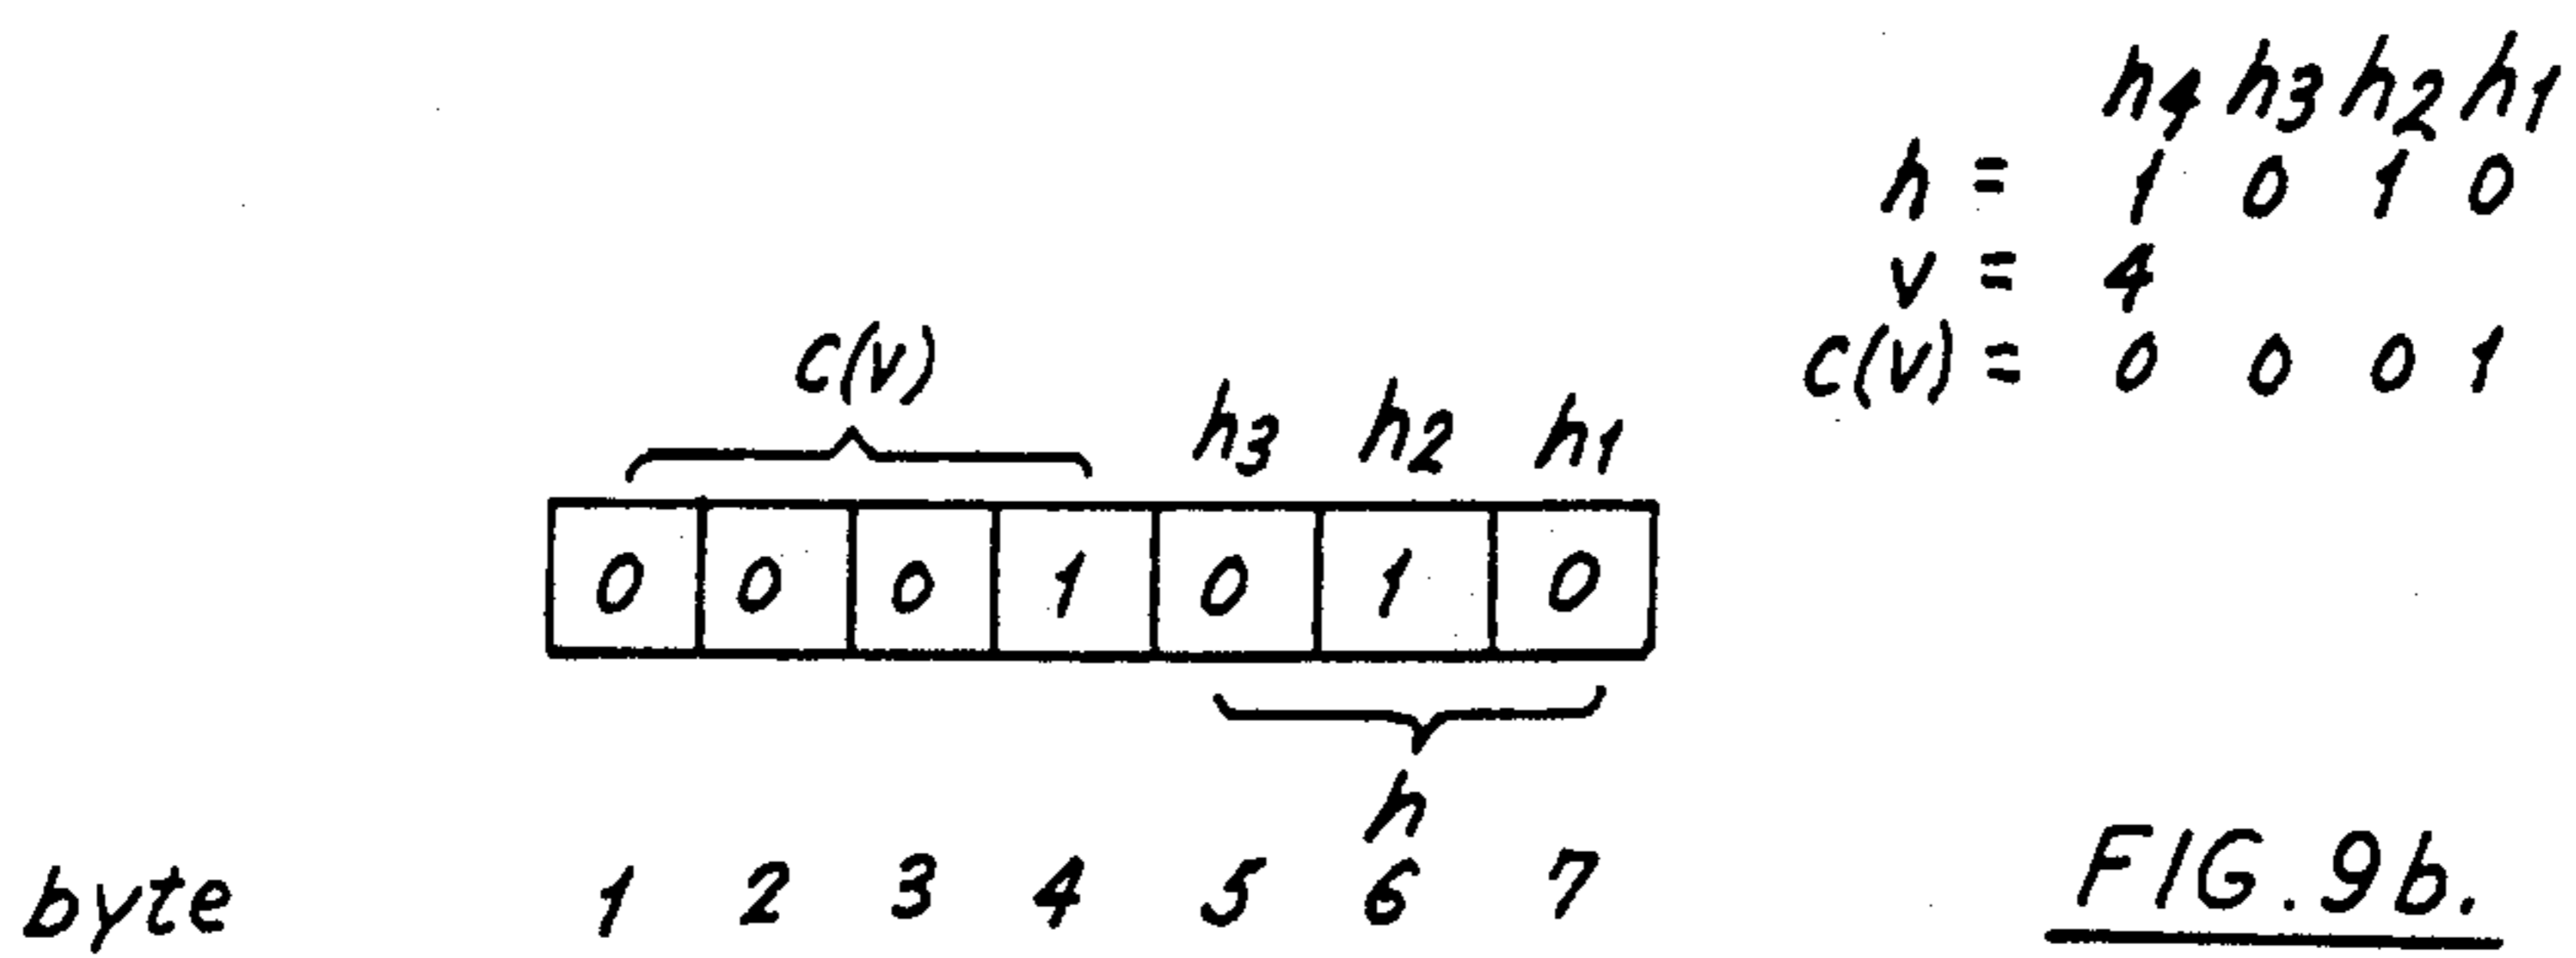 h4 h3 h2 h1
h = 1 0 1 0
v = 4
c(v) = 0 0 0 1
c(v) h3 h2 h1
0 0 0 1 0 1 0
h
byte 1 2 3 4 5 6 7
FIG. 9b.